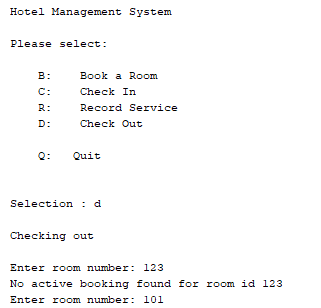 Hotel Management System
Please select:
B: Book a Room
C: Check In
R: Record Service
D: Check Out
Q: Quit
Selection : d
Checking out
Enter room number: 123
No active booking found for room id 123
Enter room number: 101